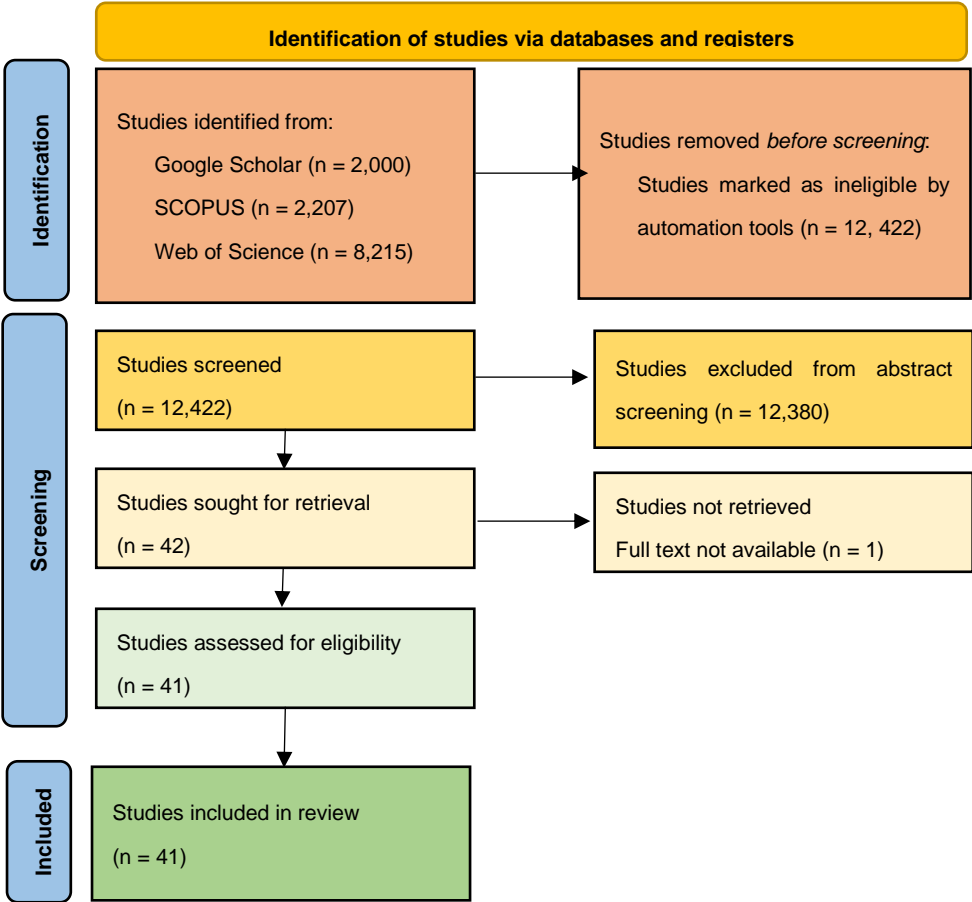 Identification of studies via databases and registers
Identification
Studies identified from:
Google Scholar (n = 2,000)
SCOPUS (n = 2,207)
Web of Science (n = 8,215)
Studies removed before screening:
Studies marked as ineligible by
automation tools (n = 12, 422)
Screening
Studies screened
(n = 12,422)
Studies excluded from abstract
screening (n = 12,380)
Studies sought for retrieval
(n = 42)
Studies not retrieved
Full text not available (n = 1)
Studies assessed for eligibility
(n = 41)
Included
Studies included in review
(n = 41)